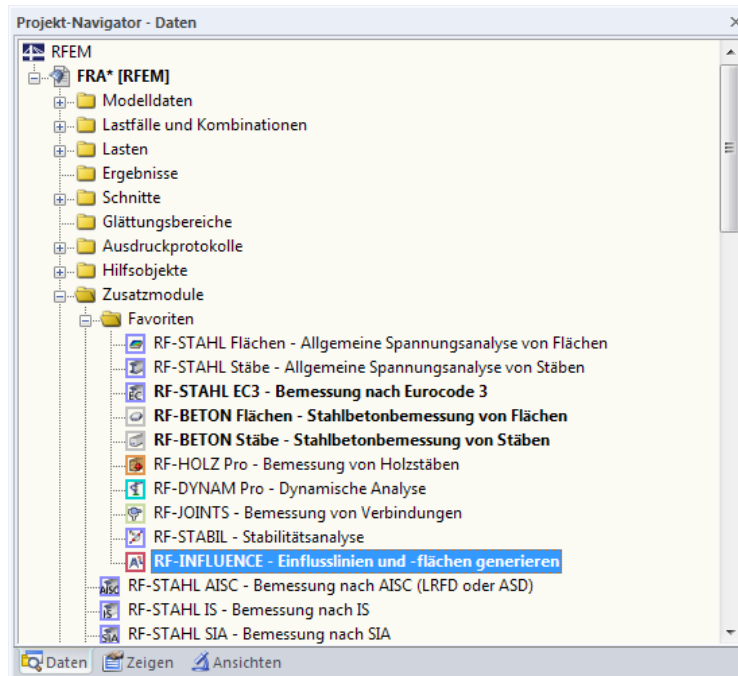 Projekt-Navigator - Daten
RFEM
FRA* [RFEM]
Modelldaten
Lastfälle und Kombinationen
Lasten
Ergebnisse
Schnitte
Glättungsbereiche
Ausdruckprotokolle
Hilfsobjekte
Zusatzmodule
Favoriten
RF-STAHL Flächen - Allgemeine Spannungsanalyse von Flächen
RF-STAHL Stäbe - Allgemeine Spannungsanalyse von Stäben
EC RF-STAHL EC3 - Bemessung nach Eurocode 3
RF-BETON Flächen - Stahlbetonbemessung von Flächen
RF-BETON Stäbe - Stahlbetonbemessung von Stäben
RF-HOLZ Pro - Bemessung von Holzstäben
RF-DYNAM Pro - Dynamische Analyse
RF-JOINTS - Bemessung von Verbindungen
RF-STABIL - Stabilitätsanalyse
RF-INFLUENCE - Einflusslinien und -flächen generieren
AISC RF-STAHL AISC - Bemessung nach AISC (LRFD oder ASD)
IS RF-STAHL IS - Bemessung nach IS
SIA RF-STAHL SIA - Bemessung nach SIA
Daten Zeigen Ansichten